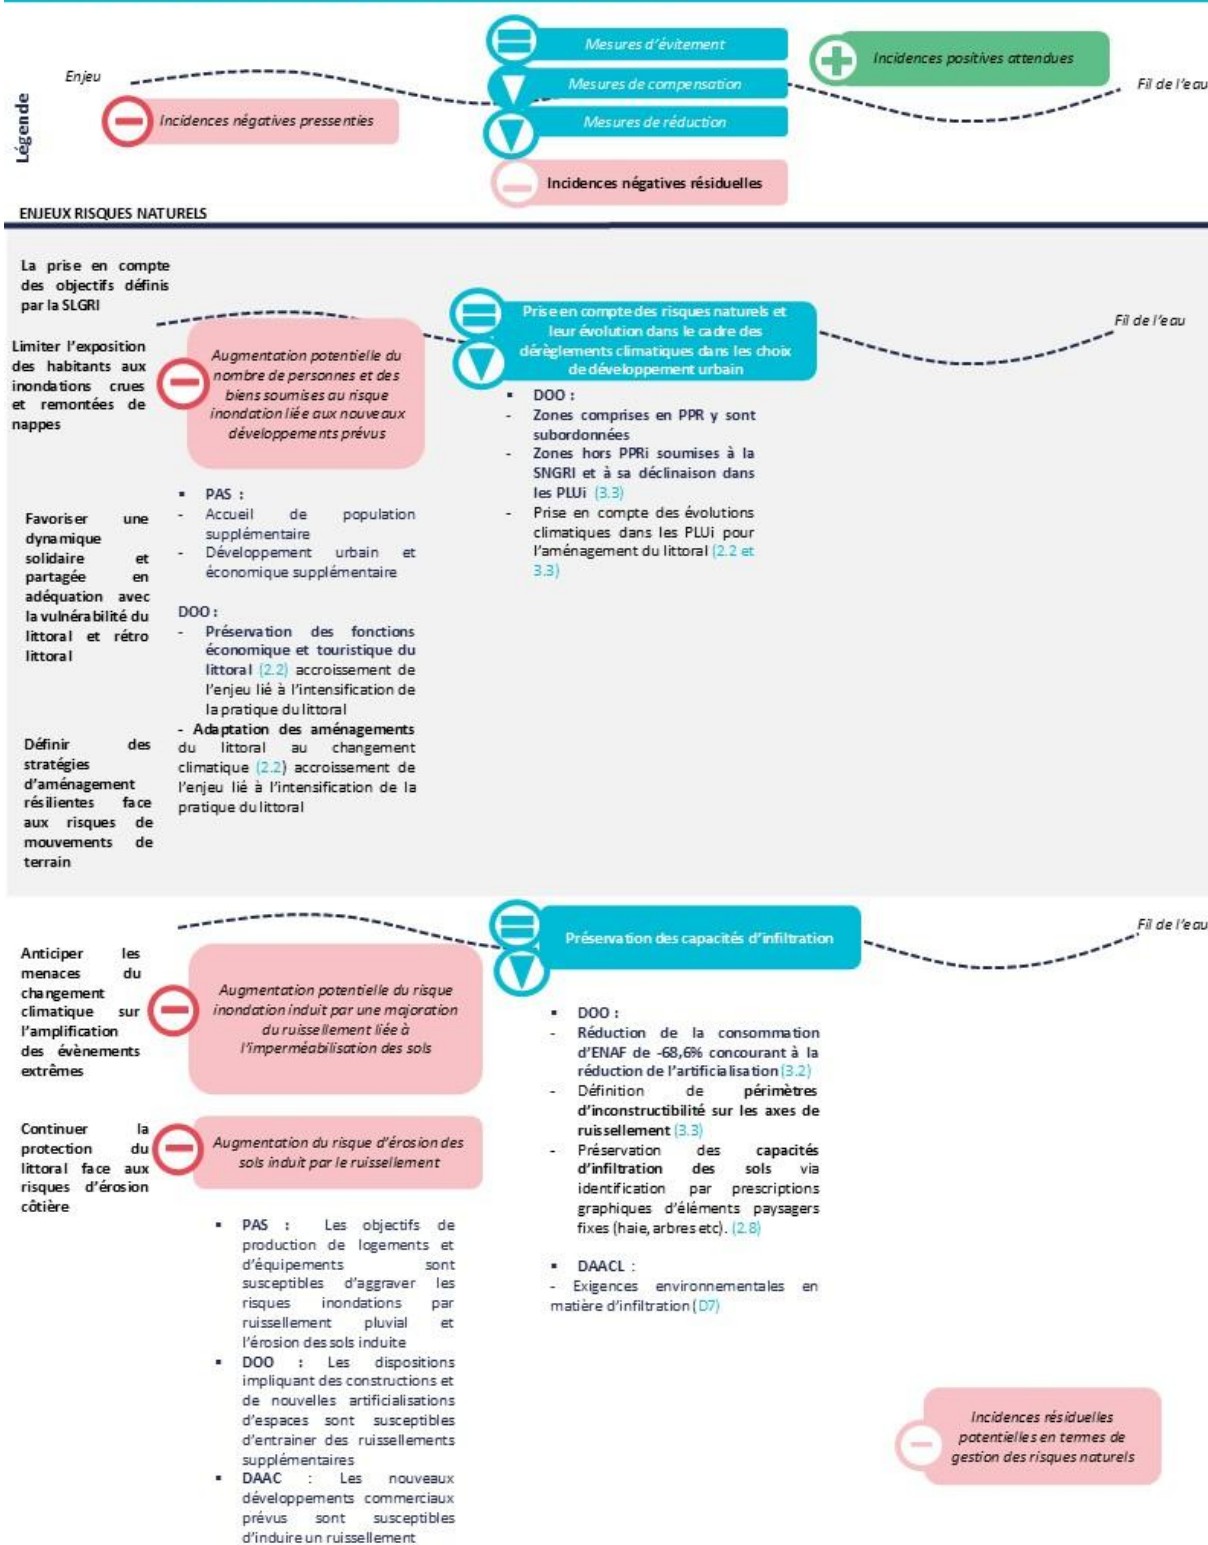 Légende
Enjeu
Incidences négatives pressenties
Mesures d'évitement
Mesures de compensation
Mesures de réduction
Incidences négatives résiduelles
Incidences positives attendues
Fil de l'eau
ENJEUX RISQUES NATURELS
La prise en compte
des objectifs définis
par la SLGRI
Limiter l'exposition
des habitants aux
inondations crues
et remontées de
nappes
Favoriser une
dynamique
solidaire et
partagée en
adéquation avec
la vulnérabilité du
littoral et rétro
littoral
Définir des
stratégies
d'aménagement
résilientes face
aux risques de
mouvements de
terrain
Augmentation potentielle du
nombre de personnes et des
biens soumises au risque
inondation liée aux nouveaux
développements prévus
▪ PAS :
- Accueil de population
supplémentaire
- Développement urbain et
économique supplémentaire
DOO :
- Préservation des fonctions
économique et touristique du
littoral (2.2) accroissement de
l'enjeu lié à l'intensification de
la pratique du littoral
- Adaptation des aménagements
du littoral au changement
climatique (2.2) accroissement de
l'enjeu lié à l'intensification de la
pratique du littoral
Prise en compte des risques naturels et
leur évolution dans le cadre des
dérèglements climatiques dans les choix
de développement urbain
▪ DOO :
- Zones comprises en PPR y sont
subordonnées
- Zones hors PPRi soumises à la
SNGRI et à sa déclinaison dans
les PLUi (3.3)
- Prise en compte des évolutions
climatiques dans les PLUi pour
l'aménagement du littoral (2.2 et
3.3)
Fil de l'eau
Anticiper les
menaces du
changement
climatique sur
l'amplification
des évènements
extrêmes
Continuer la
protection du
littoral face aux
risques d'érosion
côtière
Augmentation potentielle du risque
inondation induit par une majoration
du ruissellement liée à
l'imperméabilisation des sols
Augmentation du risque d'érosion des
sols induit par le ruissellement
▪ PAS : Les objectifs de
production de logements et
d'équipements sont
susceptibles d'aggraver les
risques inondations par
ruissellement pluvial et
l'érosion des sols induite
▪ DOO : Les dispositions
impliquant des constructions et
de nouvelles artificialisations
d'espaces sont susceptibles
d'entrainer des ruissellements
supplémentaires
▪ DAAC : Les nouveaux
développements commerciaux
prévus sont susceptibles
d'induire un ruissellement
Préservation des capacités d'infiltration
▪ DOO :
- Réduction de la consommation
d'ENAF de -68,6% concourant à la
réduction de l'artificialisation (3.2)
- Définition de périmètres
d'inconstructibilité sur les axes de
ruissellement (3.3)
- Préservation des capacités
d'infiltration des sols via
identification par prescriptions
graphiques d'éléments paysagers
fixes (haie, arbres etc). (2.8)
▪ DAACL :
- Exigences environnementales en
matière d'infiltration (D7)
Fil de l'eau
Incidences résiduelles
potentielles en termes de
gestion des risques naturels